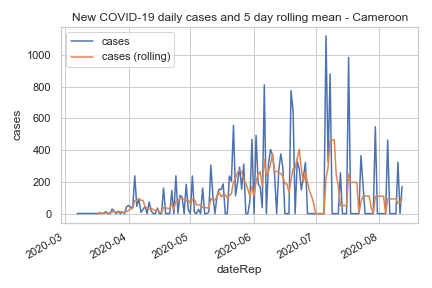 New COVID-19 daily cases and 5 day rolling mean - Cameroon
cases
cases (rolling)
1000
800
600
400
200
0
cases
2020-03
2020-04
2020-05
2020-06
2020-07
2020-08
dateRep